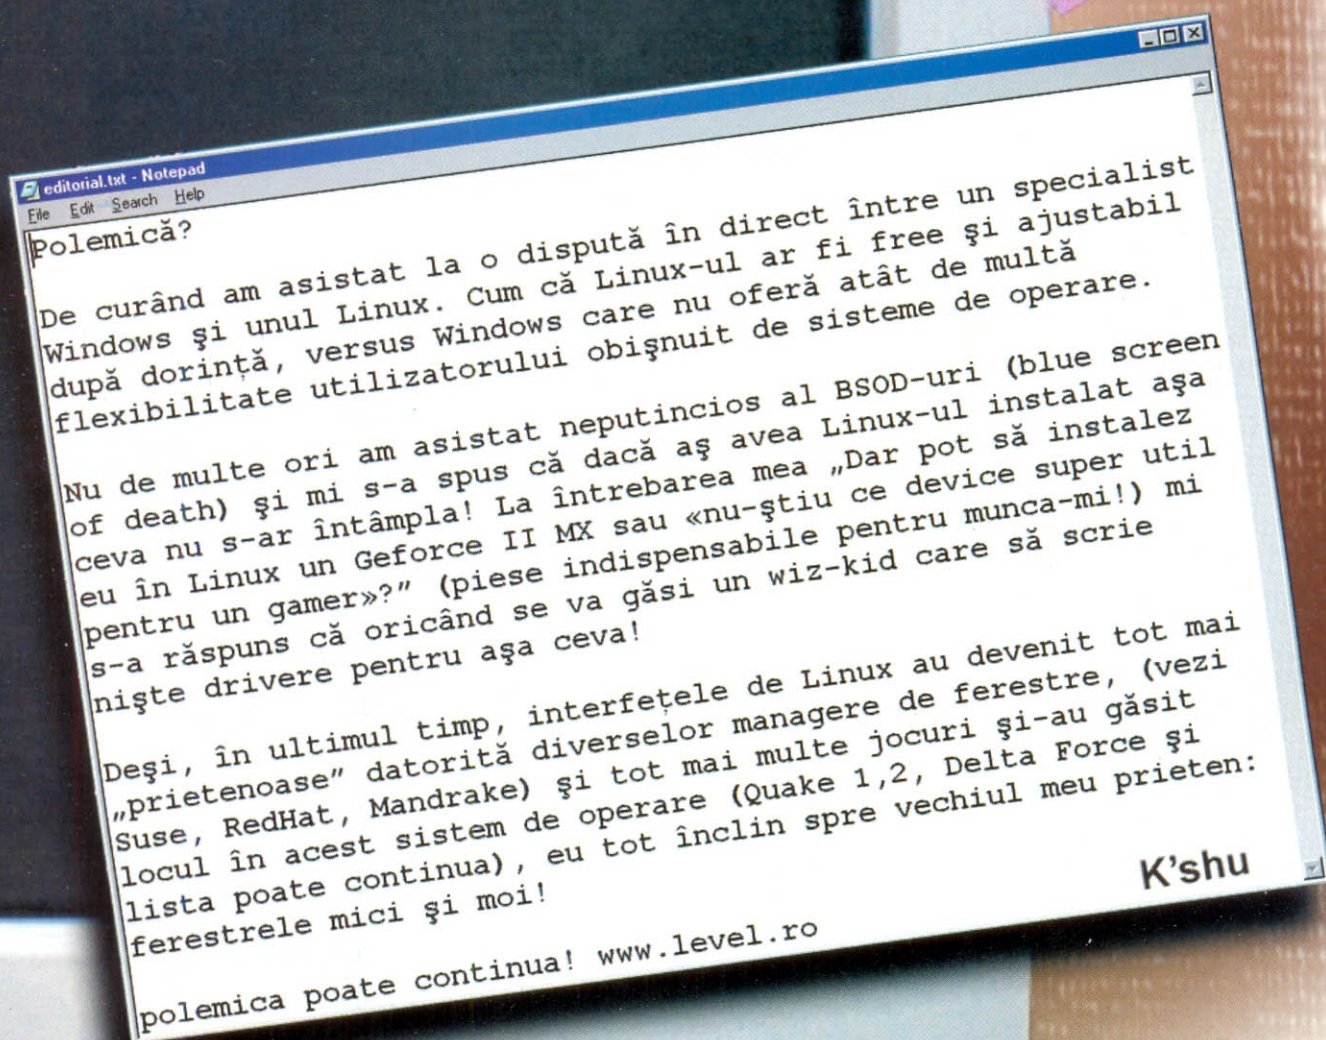 editorial.txt - Notepad
File Edit Search Help
Polemică?
De curând am asistat la o dispută în direct între un specialist
Windows şi unul Linux. Cum că Linux-ul ar fi free şi ajustabil
după dorinţă, versus Windows care nu oferă atât de multă
flexibilitate utilizatorului obişnuit de sisteme de operare.
Nu de multe ori am asistat neputincios al BSOD-uri (blue screen
of death) şi mi s-a spus că dacă aş avea Linux-ul instalat aşa
ceva nu s-ar întâmpla! La întrebarea mea „Dar pot să instalez
eu în Linux un Geforce II MX sau «nu-ştiu ce device super util
pentru un gamer»?" (piese indispensabile pentru munca-mi!) mi
s-a răspuns că oricând se va găsi un wiz-kid care să scrie
nişte drivere pentru aşa ceva!
Deşi, în ultimul timp, interfeţele de Linux au devenit tot mai
„prietenoase" datorită diverselor managere de ferestre, (vezi
Suse, RedHat, Mandrake) şi tot mai multe jocuri şi-au găsit
locul în acest sistem de operare (Quake 1,2, Delta Force şi
lista poate continua), eu tot înclin spre vechiul meu prieten:
ferestrele mici şi moi!
K'shu
polemica poate continua! www.level.ro